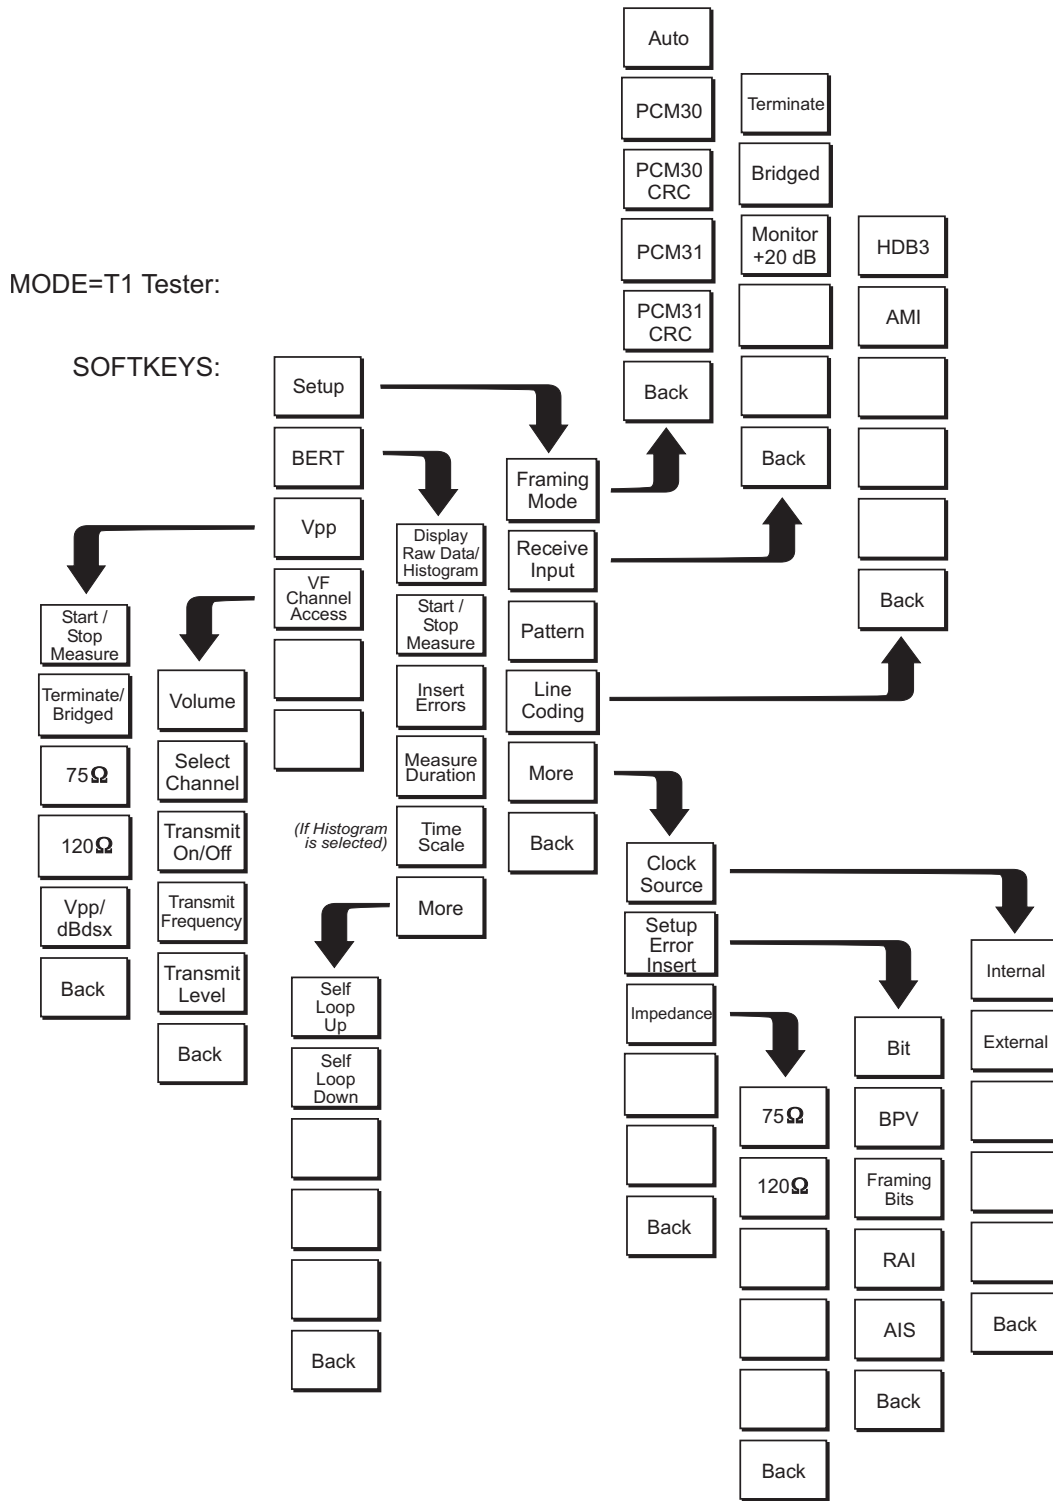 MODE=T1 Tester:
SOFTKEYS:
Setup
BERT
Vpp
VF
Channel
Access
Start /
Stop
Measure
Terminate/
Bridged
75Ω
120Ω
Vpp/
dBdsx
Back
Volume
Select
Channel
Transmit
On/Off
Transmit
Frequency
Transmit
Level
Back
Display
Raw Data/
Histogram
Start /
Stop
Measure
Insert
Errors
Measure
Duration
(If Histogram
is selected)
Time
Scale
More
Self
Loop
Up
Self
Loop
Down
Back
Framing
Mode
Receive
Input
Pattern
Line
Coding
More
Back
Auto
PCM30
PCM30
CRC
PCM31
PCM31
CRC
Back
Terminate
Bridged
Monitor
+20 dB
Back
HDB3
AMI
Back
Clock
Source
Setup
Error
Insert
Impedance
Back
75Ω
120Ω
Back
Bit
BPV
Framing
Bits
RAI
AIS
Back
Internal
External
Back